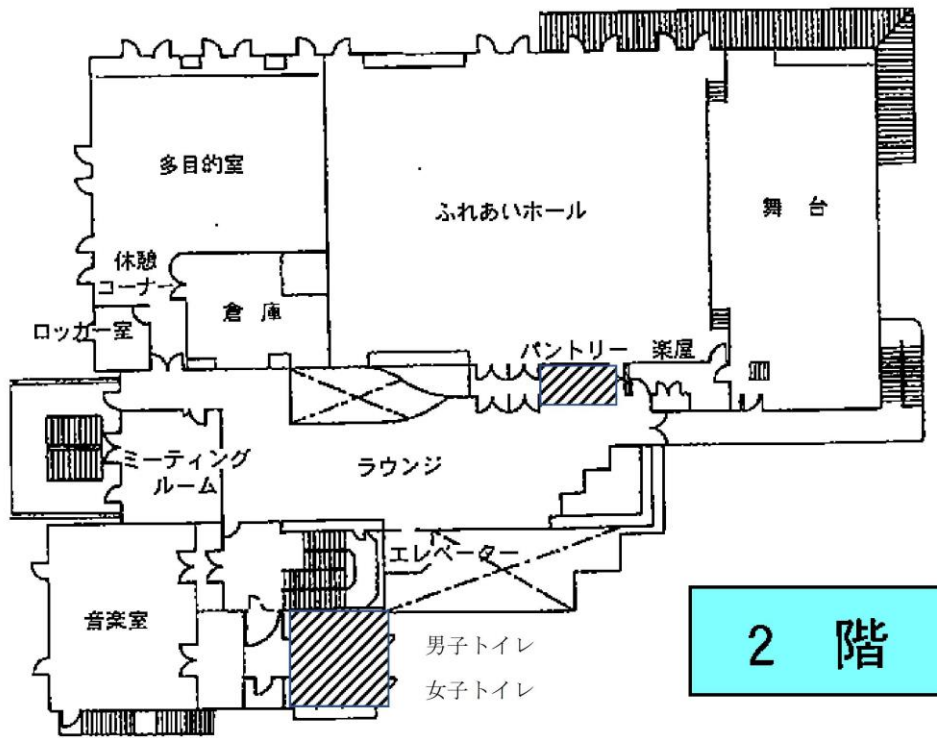 多目的室
ふれあいホール
舞 台
休憩
コーナー
倉 庫
ロッカー室
パントリー
楽屋
ミーティング
ルーム
ラウンジ
エレベーター
音楽室
男子トイレ
女子トイレ
2 階